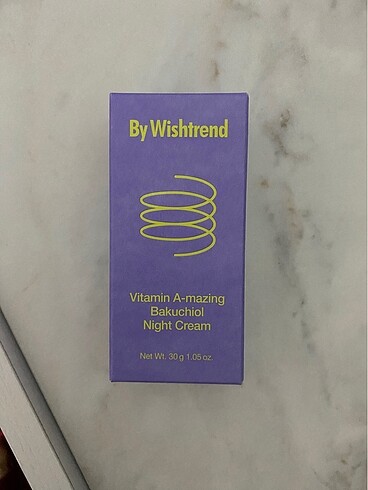 By Wishtrend
Vitamin A-mazing
Bakuchiol
Night Cream
Net Wt. 30 g 1.05 oz.